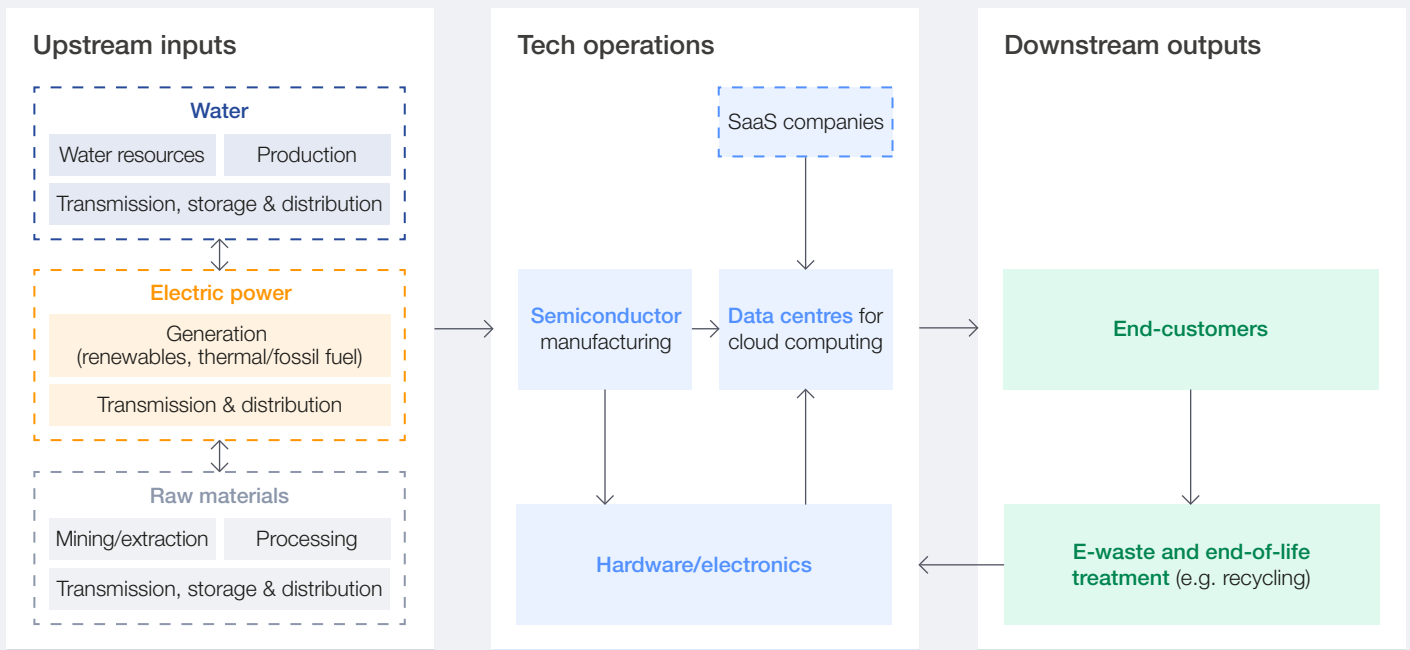 Upstream inputs
Water
Water resources
Production
Transmission, storage & distribution
Electric power
Generation
(renewables, thermal/fossil fuel)
Transmission & distribution
Raw materials
Mining/extraction
Processing
Transmission, storage & distribution
Tech operations
SaaS companies
Semiconductor
manufacturing
Data centres for
cloud computing
Hardware/electronics
Downstream outputs
End-customers
E-waste and end-of-life
treatment (e.g. recycling)